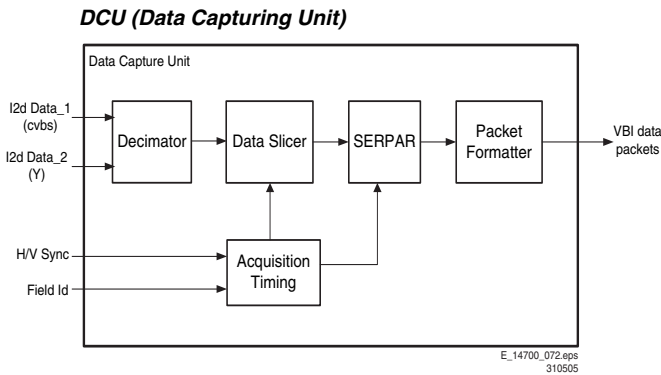 DCU (Data Capturing Unit)
Data Capture Unit
I2d Data_1
(cvbs)
I2d Data_2
(Y)
Decimator
Data Slicer
SERPAR
Packet
Formatter
VBI data
packets
H/V Sync
Field Id
Acquisition
Timing
E_14700_072.eps
310505